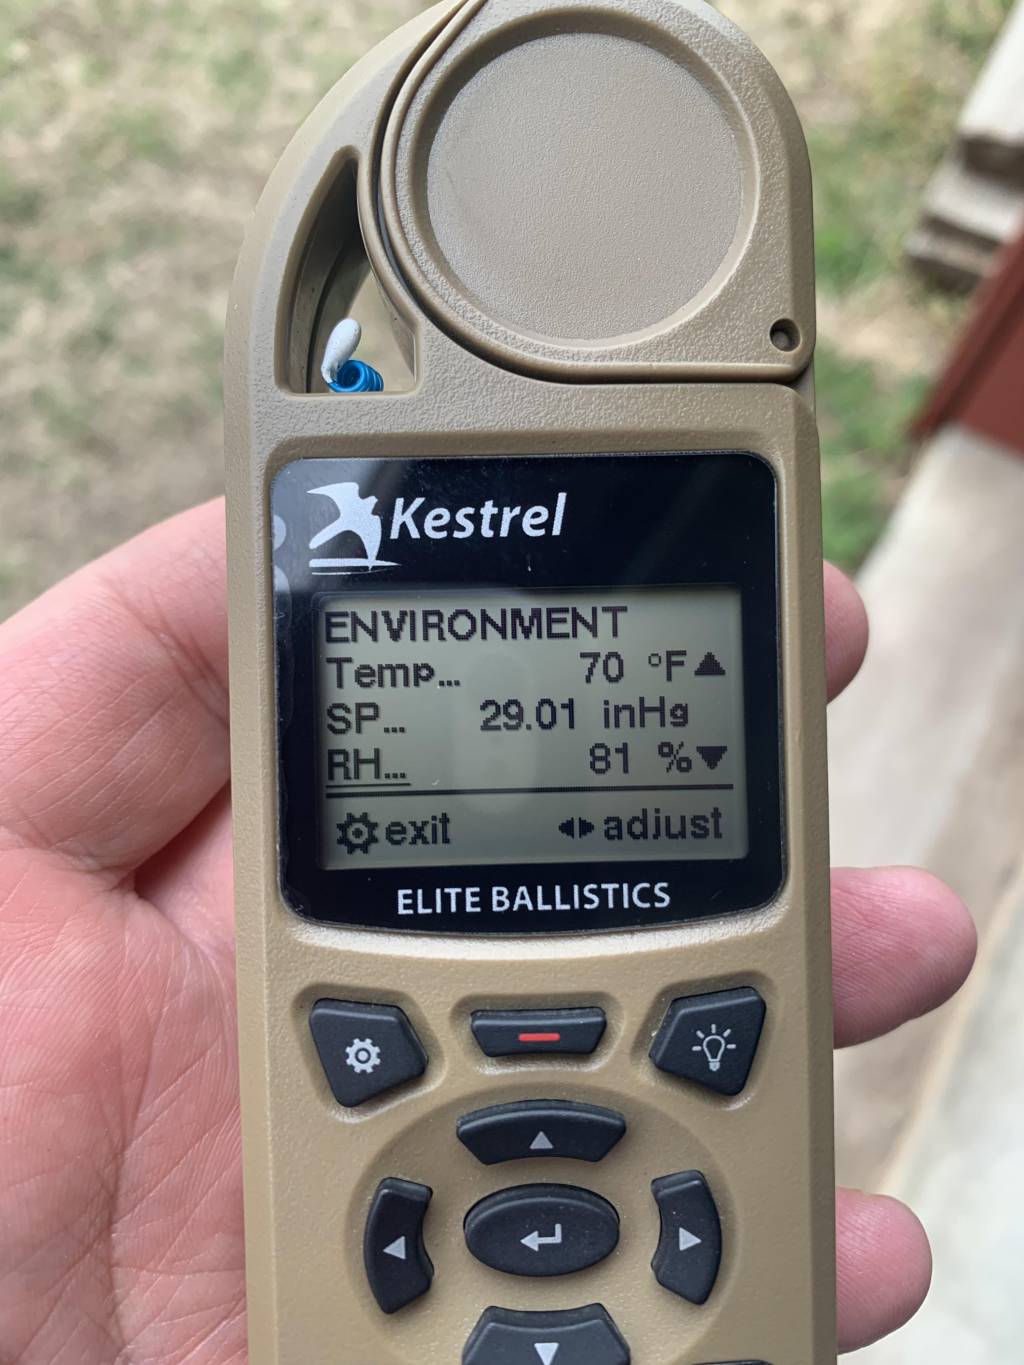 Kestrel
ENVIRONMENT
Temp... 70 °F▲
SP... 29.01 inHg
RH... 81 %▼
exit ◀▶adjust
ELITE BALLISTICS